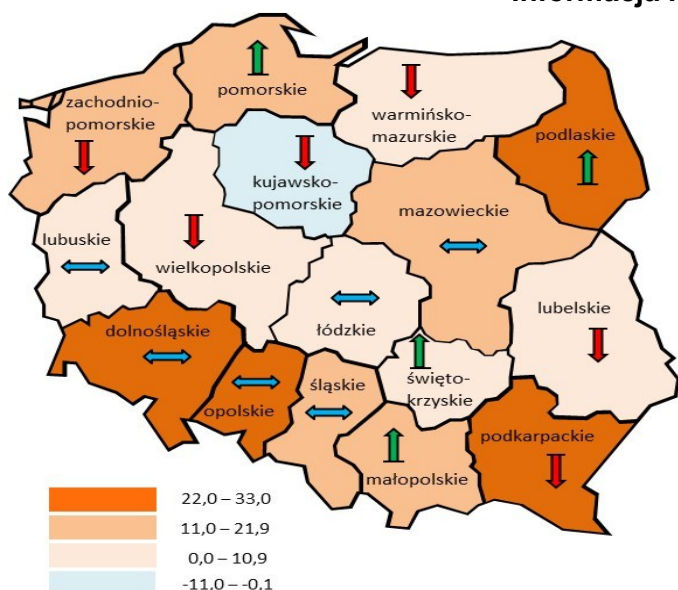 zachodnio-
pomorskie
pomorskie
warmińsko-
mazurskie
podlaskie
kujawsko-
pomorskie
mazowieckie
lubuskie
wielkopolskie
łódzkie
lubelskie
dolnośląskie
opolskie
śląskie
święto-
krzyskie
małopolskie
podkarpackie
22,0 – 33,0
11,0 – 21,9
0,0 – 10,9
-11,0 – -0,1